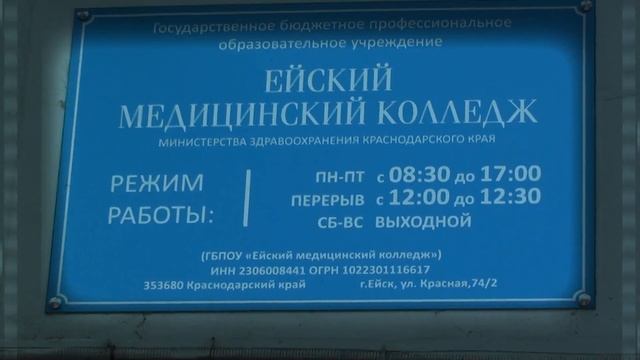 Государственное бюджетное профессиональное
образовательное учреждение
ЕЙСКИЙ
МЕДИЦИНСКИЙ КОЛЛЕДЖ
МИНИСТЕРСТВА ЗДРАВООХРАНЕНИЯ КРАСНОДАРСКОГО КРАЯ
РЕЖИМ РАБОТЫ:
ПН-ПТ с 08:30 до 17:00
ПЕРЕРЫВ с 12:00 до 12:30
СБ-ВС ВЫХОДНОЙ
(ГБПОУ «Ейский медицинский колледж»)
ИНН 2306008441 ОГРН 1022301116617
353680 Краснодарский край г.Ейск, ул. Красная,74/2